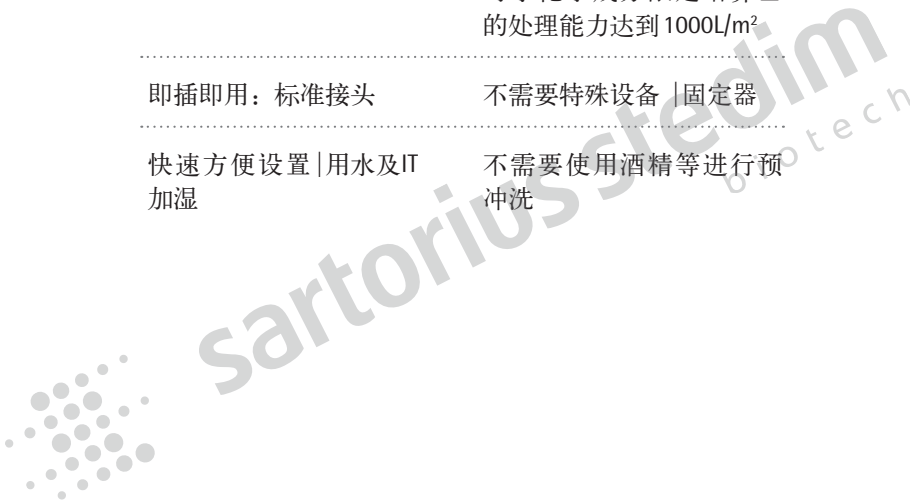 的处理能力达到1000L/m²
即插即用：标准接头
不需要特殊设备 |固定器
快速方便设置|用水及IT
加湿
不需要使用酒精等进行预
冲洗
sartorius stedim
biotech